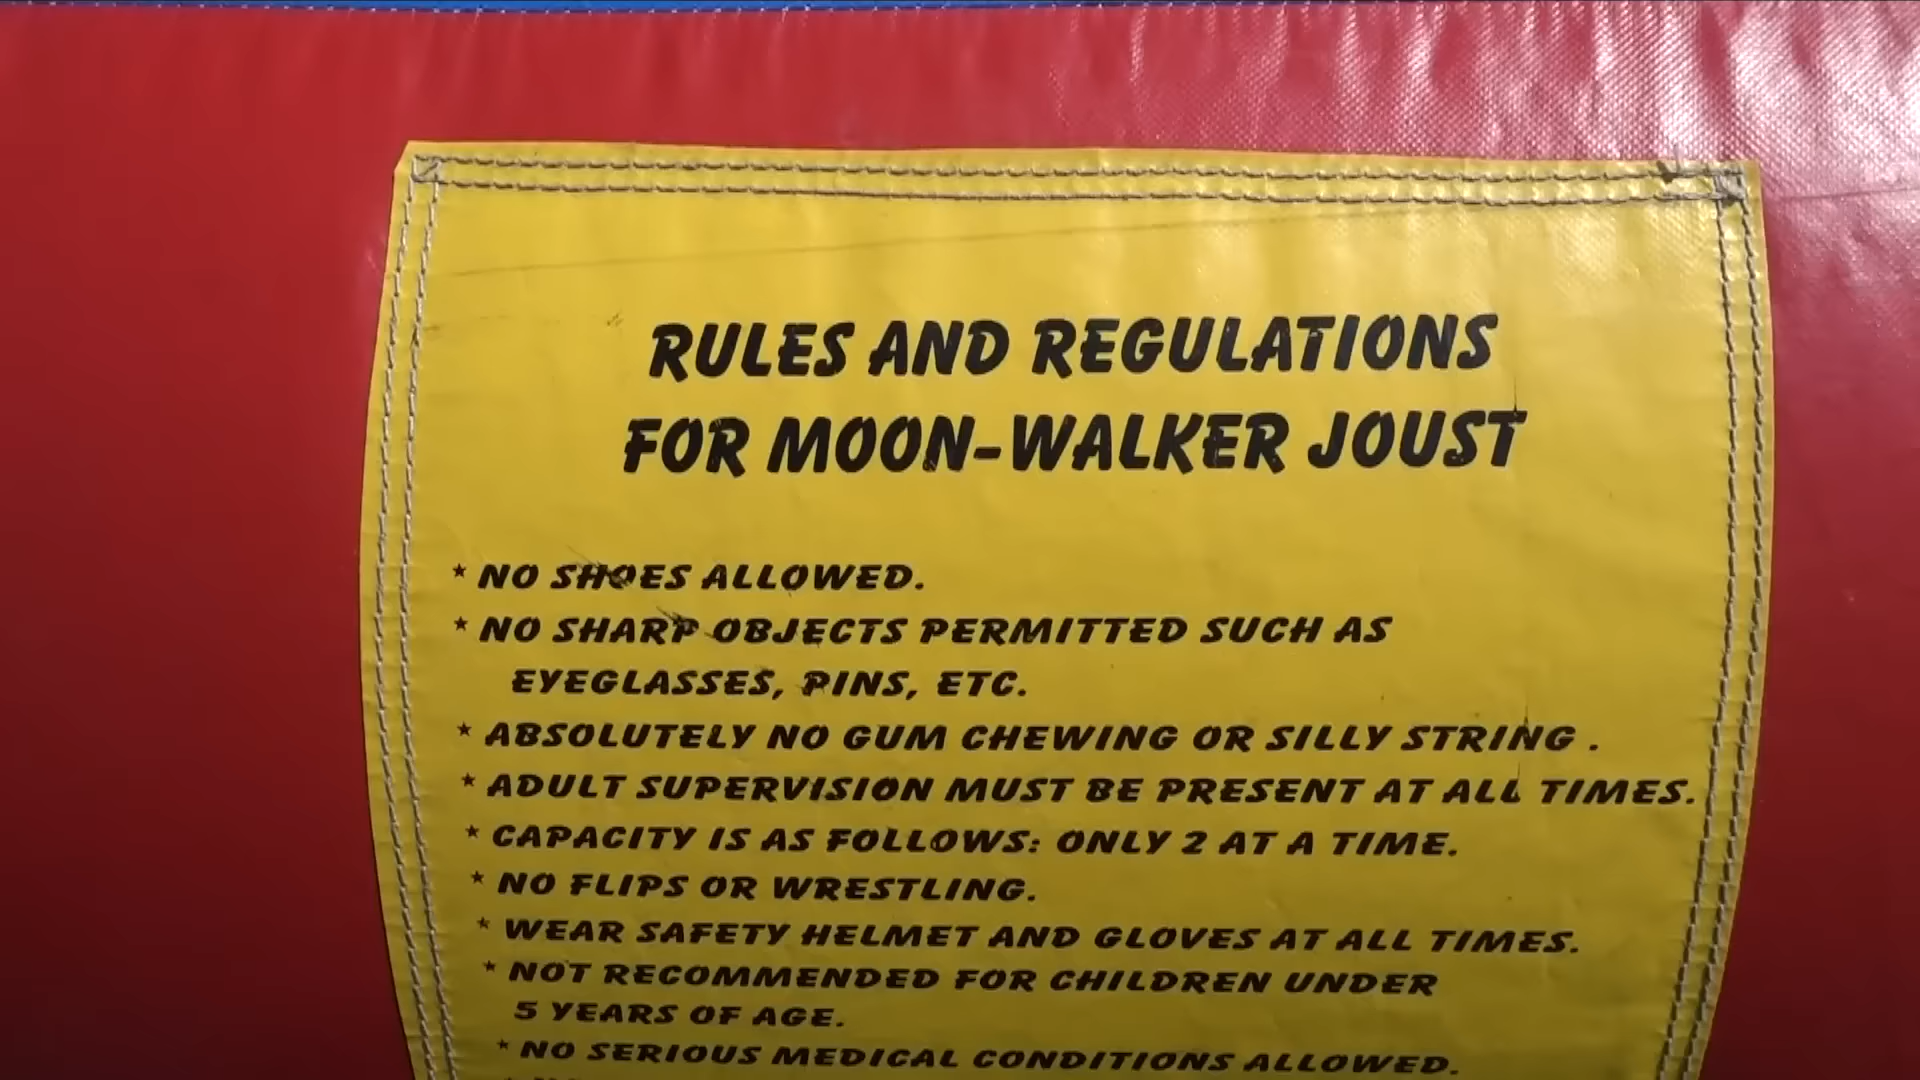 RULES AND REGULATIONS
FOR MOON-WALKER JOUST
* NO SHOES ALLOWED.
* NO SHARP OBJECTS PERMITTED SUCH AS
EYEGLASSES, PINS, ETC.
* ABSOLUTELY NO GUM CHEWING OR SILLY STRING .
* ADULT SUPERVISION MUST BE PRESENT AT ALL TIMES.
* CAPACITY IS AS FOLLOWS: ONLY 2 AT A TIME.
* NO FLIPS OR WRESTLING.
* WEAR SAFETY HELMET AND GLOVES AT ALL TIMES.
* NOT RECOMMENDED FOR CHILDREN UNDER
5 YEARS OF AGE.
* NO SERIOUS MEDICAL CONDITIONS ALLOWED.